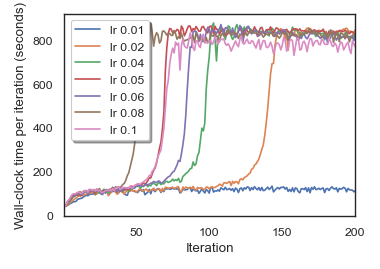 Wall-clock time per iteration (seconds)
800
600
400
200
0
lr 0.01
lr 0.02
lr 0.04
lr 0.05
lr 0.06
lr 0.08
lr 0.1
50
100
150
200
Iteration